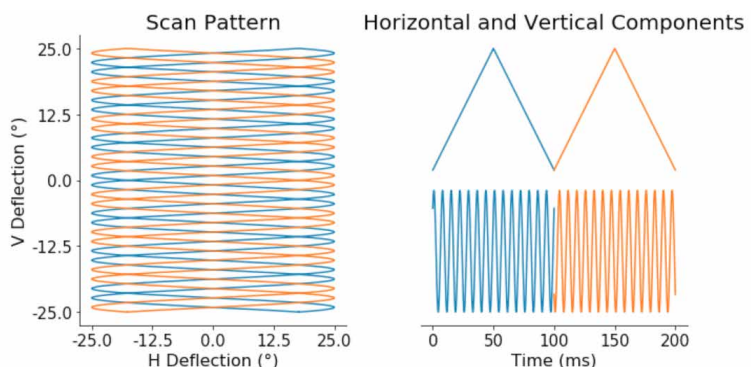 Scan Pattern
V Deflection (°)
25.0
12.5
0.0
-12.5
-25.0
-25.0 -12.5 0.0 12.5 25.0
H Deflection (°)
Horizontal and Vertical Components
0 50 100 150 200
Time (ms)